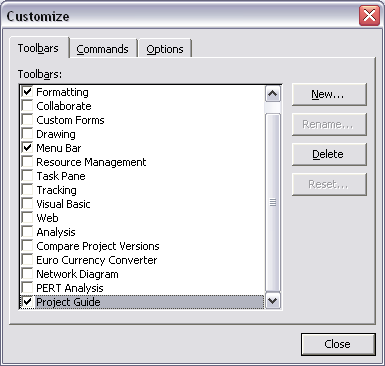 Customize
Toolbars Commands Options
Toolbars:
Formatting
Collaborate
Custom Forms
Drawing
Menu Bar
Resource Management
Task Pane
Tracking
Visual Basic
Web
Analysis
Compare Project Versions
Euro Currency Converter
Network Diagram
PERT Analysis
Project Guide
New...
Rename...
Delete
Reset...
Close